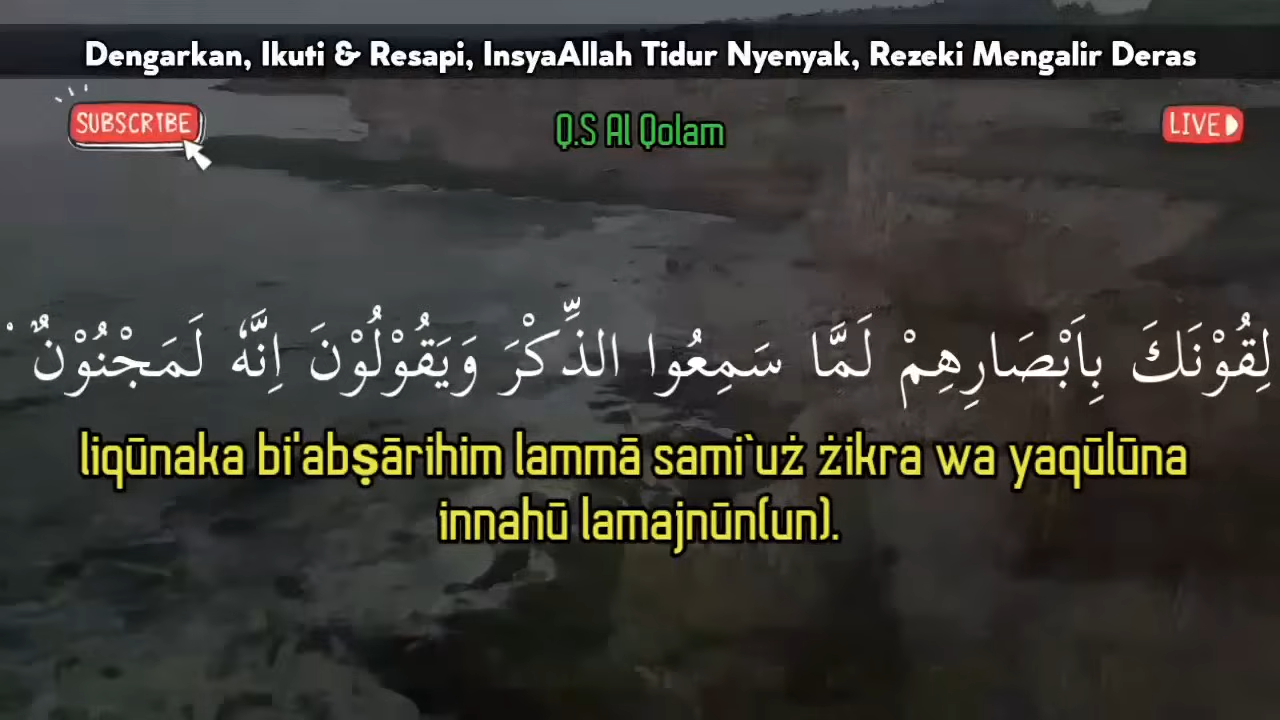 Dengarkan, Ikuti & Resapi, InsyaAllah Tidur Nyenyak, Rezeki Mengalir Deras
SUBSCRIBE
Q.S Al Qolam
LIVE
لِقُوْنَكَ بِاَبْصَارِهِمْ لَمَّا سَمِعُوا الذِّكْرَ وَيَقُوْلُوْنَ اِنَّهٗ لَمَجْنُوْنٌ ۘ
liqūnaka bi'abṣārihim lammā sami`uż żikra wa yaqūlūna
innahū lamajnūn(un).